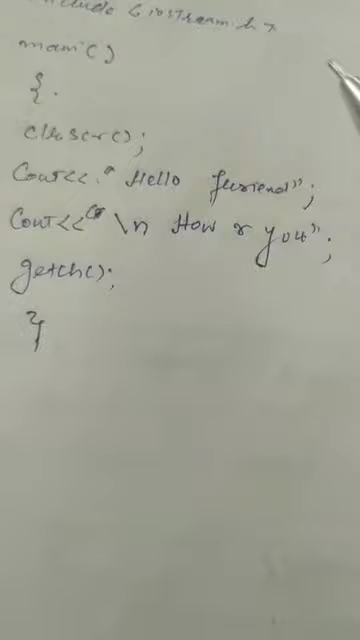 include <iostream.h>
main()
{
clrscr();
Cout<<"Hello friend";
Cout<<"\n How r you";
getch();
}